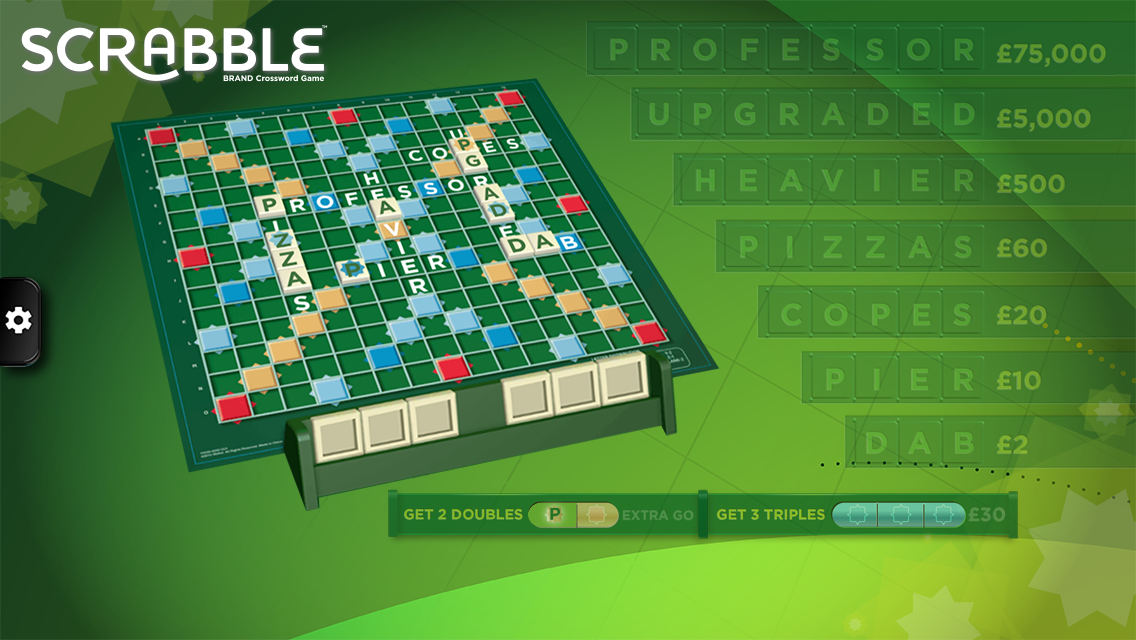 SCRABBLE™
BRAND Crossword Game
PROFESSOR £75,000
UPGRADED £5,000
HEAVIER £500
PIZZAS £60
COPES £20
PIER £10
DAB £2
UPGRADED
COPES
HEAVIER
PROFESSOR
PIZZAS
DAB
PIER
GET 2 DOUBLES P EXTRA GO
GET 3 TRIPLES £30